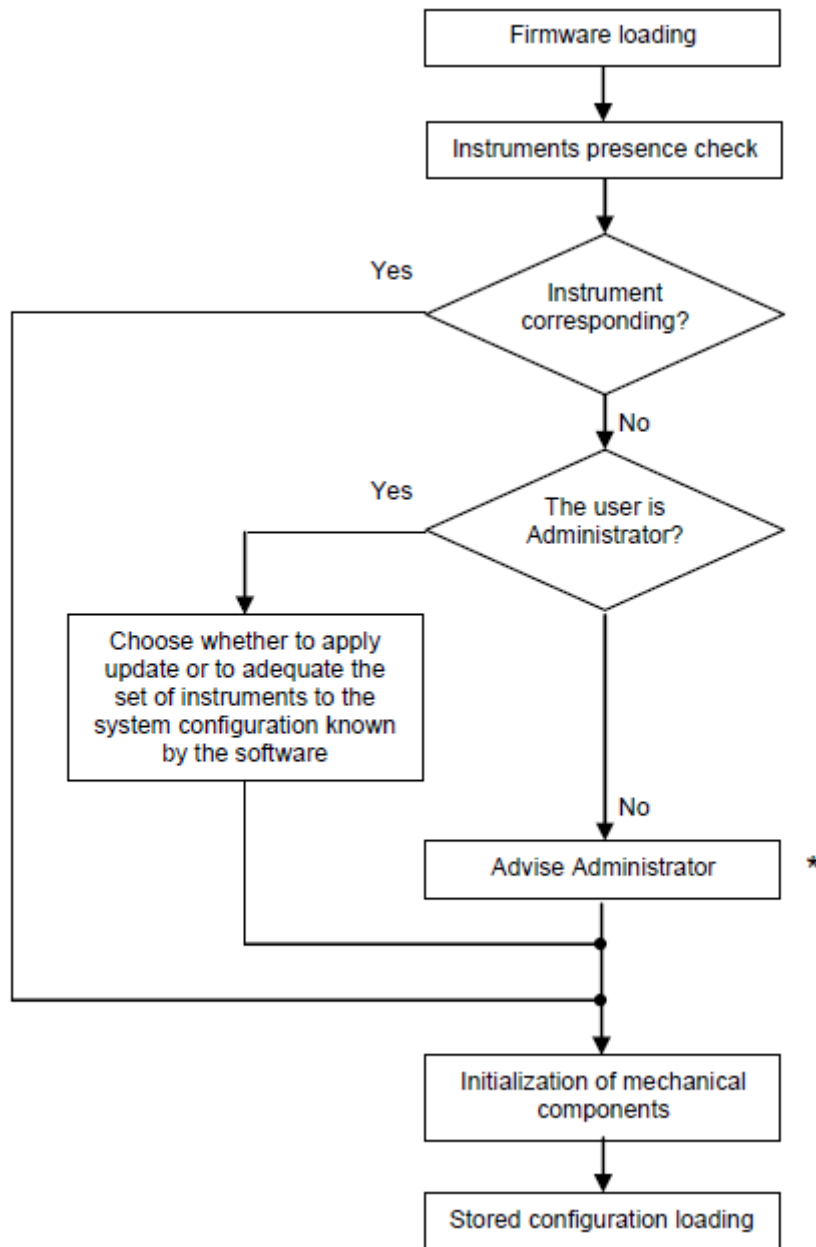 Firmware loading
Instruments presence check
Yes
Instrument
corresponding?
No
Yes
The user is
Administrator?
Choose whether to apply
update or to adequate the
set of instruments to the
system configuration known
by the software
No
Advise Administrator *
Initialization of mechanical
components
Stored configuration loading